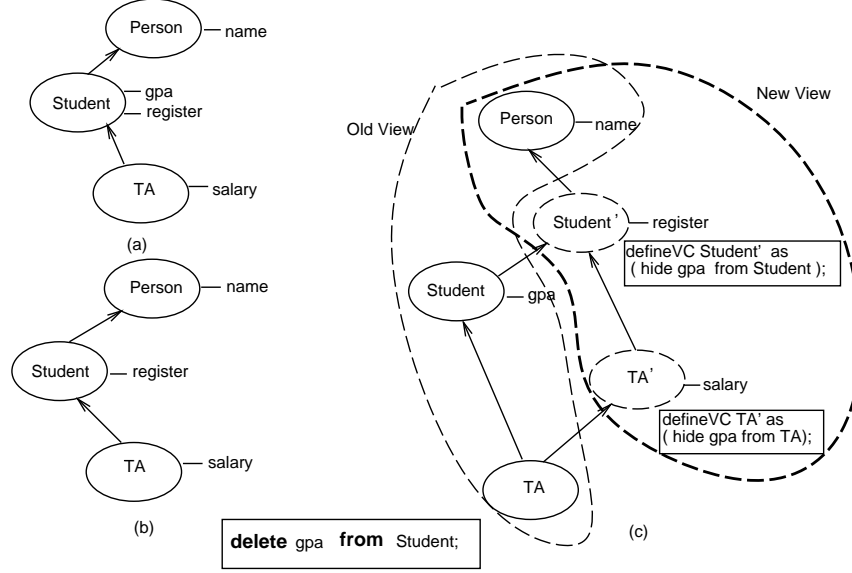 Person
name
Student
gpa
register
TA
salary
(a)
Person
name
Student
register
TA
salary
(b)
delete gpa from Student;
Old View
New View
Person
name
Student'
register
defineVC Student' as
( hide gpa from Student );
Student
gpa
TA'
salary
defineVC TA' as
( hide gpa from TA);
TA
(c)